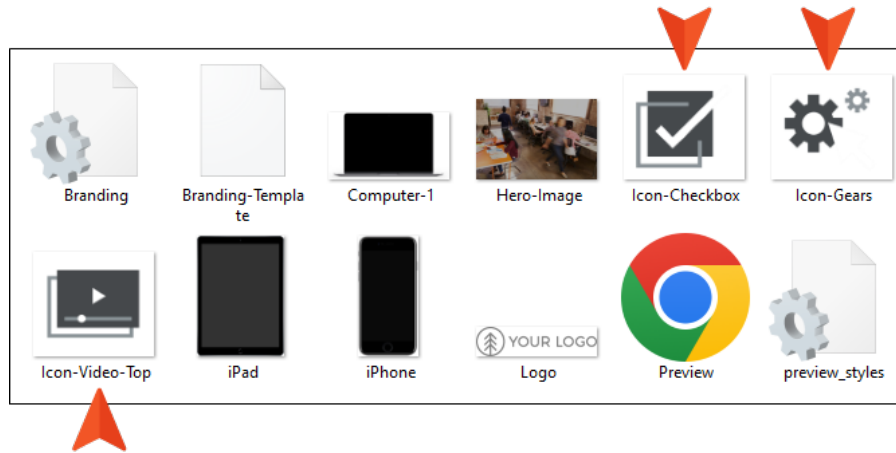 Branding
Branding-Templa
te
Computer-1
Hero-Image
Icon-Checkbox
Icon-Gears
Icon-Video-Top
iPad
iPhone
YOUR LOGO
Logo
Preview
preview_styles